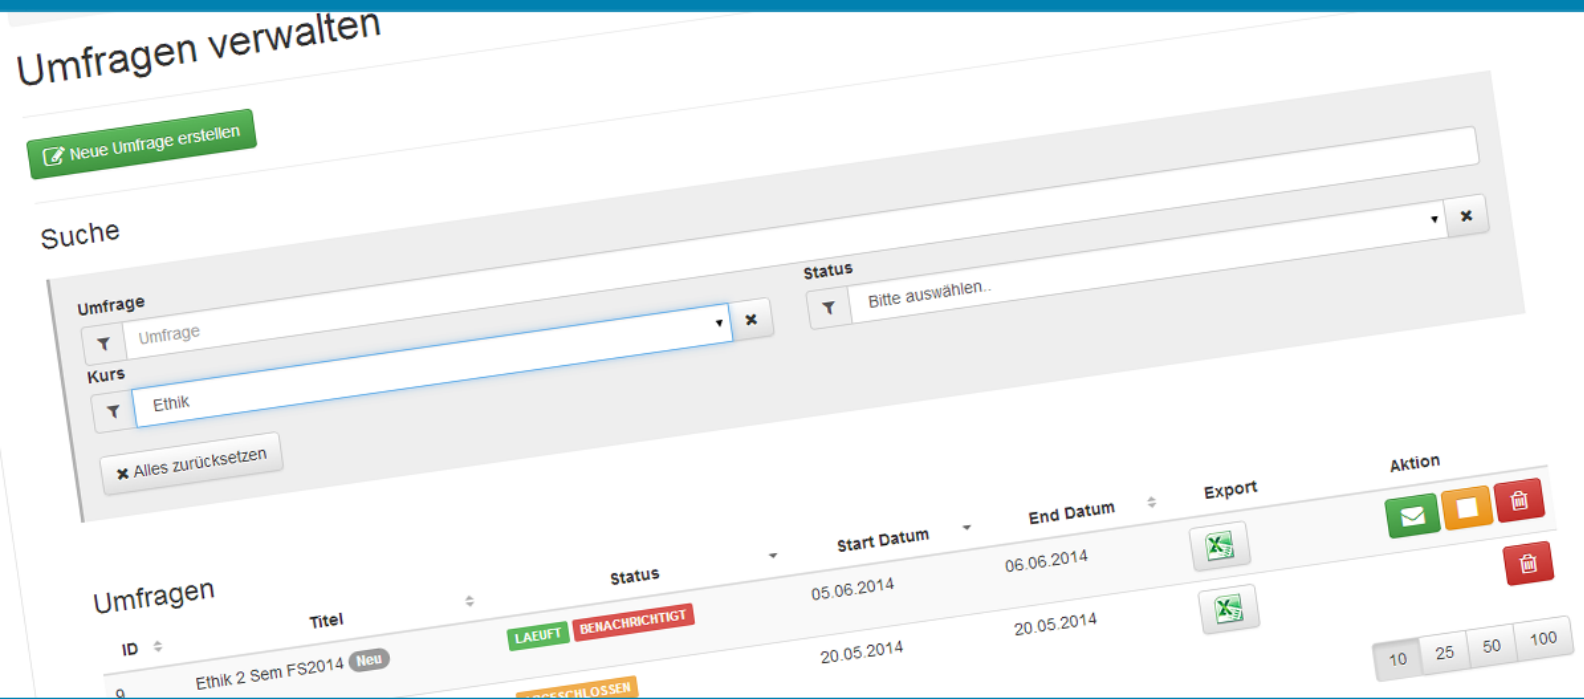 Umfragen verwalten
Neue Umfrage erstellen
Suche
Umfrage
Umfrage
Status
Bitte auswählen..
Kurs
Ethik
Alles zurücksetzen
Umfragen
ID Titel Status Start Datum End Datum Export Aktion
9 Ethik 2 Sem FS2014 Neu LAEUFT BENACHRICHTIGT 05.06.2014 06.06.2014
ABGESCHLOSSEN 20.05.2014 20.05.2014
10 25 50 100